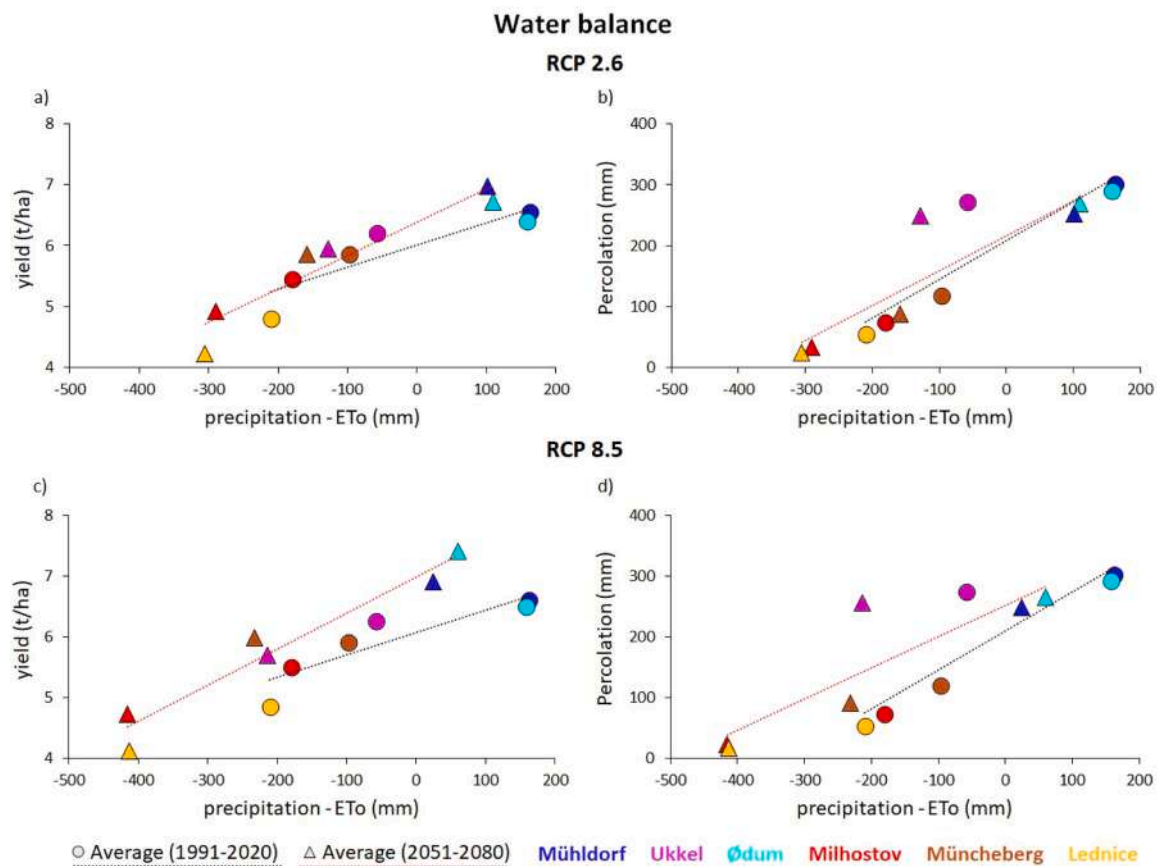 Water balance
RCP 2.6
a)
b)
8
7
6
5
4
yield (t/ha)
-500 -400 -300 -200 -100 0 100 200
precipitation - ETo (mm)
400
300
200
100
0
Percolation (mm)
-500 -400 -300 -200 -100 0 100 200
precipitation - ETo (mm)
RCP 8.5
c)
d)
8
7
6
5
4
yield (t/ha)
-500 -400 -300 -200 -100 0 100 200
precipitation - ETo (mm)
400
300
200
100
0
Percolation (mm)
-500 -400 -300 -200 -100 0 100 200
precipitation - ETo (mm)
Average (1991-2020) Average (2051-2080) Mühldorf Ukkel Ødum Milhostov Müncheberg Lednice